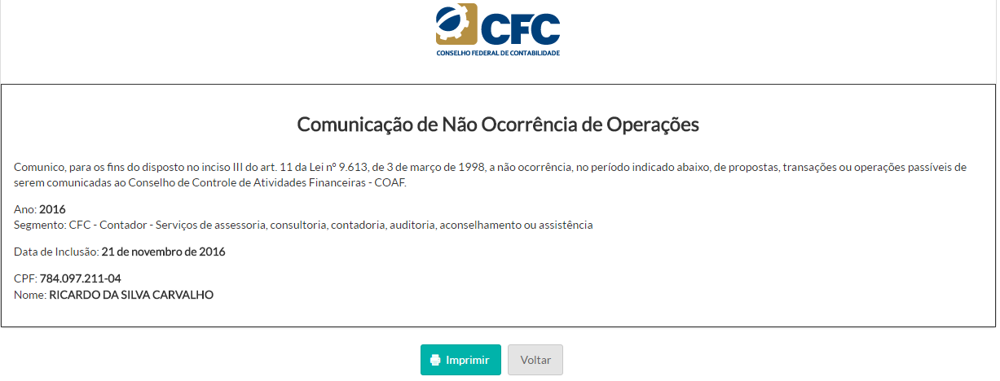 CFC
CONSELHO FEDERAL DE CONTABILIDADE
Comunicação de Não Ocorrência de Operações
Comunico, para os fins do disposto no inciso III do art. 11 da Lei nº 9.613, de 3 de março de 1998, a não ocorrência, no período indicado abaixo, de propostas, transações ou operações passíveis de
serem comunicadas ao Conselho de Controle de Atividades Financeiras - COAF.
Ano: 2016
Segmento: CFC - Contador - Serviços de assessoria, consultoria, contadoria, auditoria, aconselhamento ou assistência
Data de Inclusão: 21 de novembro de 2016
CPF: 784.097.211-04
Nome: RICARDO DA SILVA CARVALHO
Imprimir
Voltar